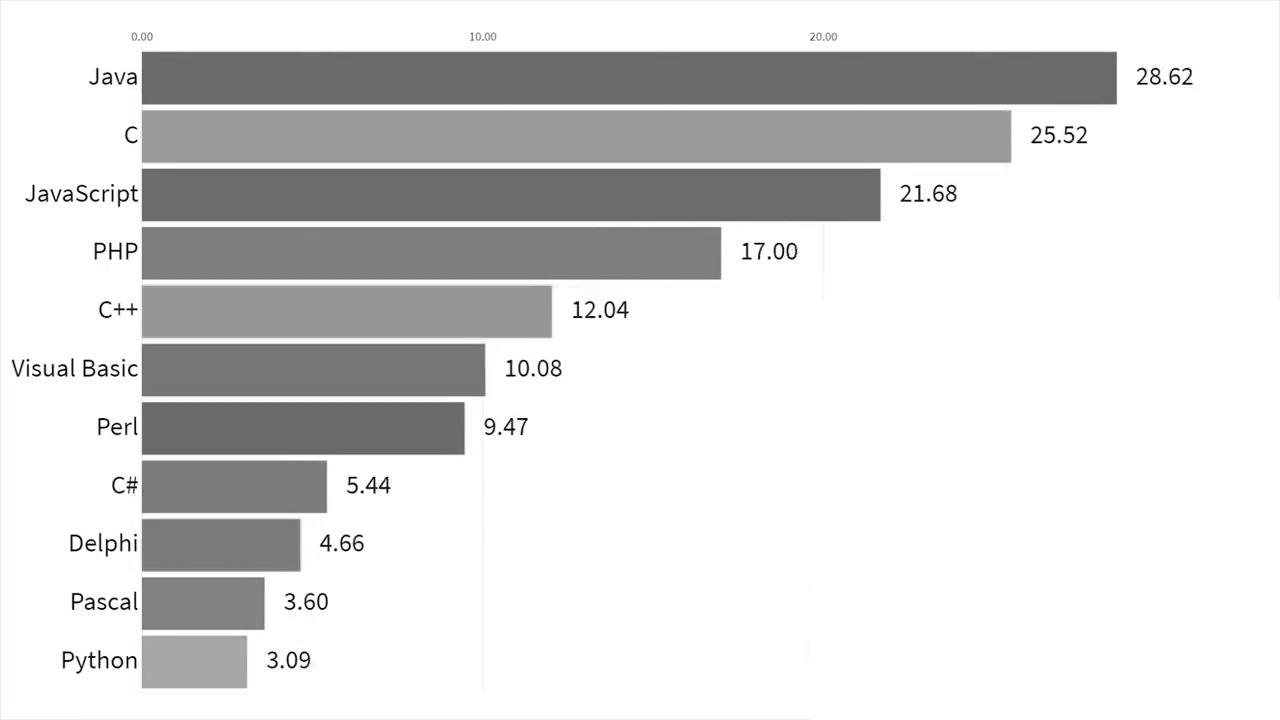 0.00 10.00 20.00
Java 28.62
C 25.52
JavaScript 21.68
PHP 17.00
C++ 12.04
Visual Basic 10.08
Perl 9.47
C# 5.44
Delphi 4.66
Pascal 3.60
Python 3.09